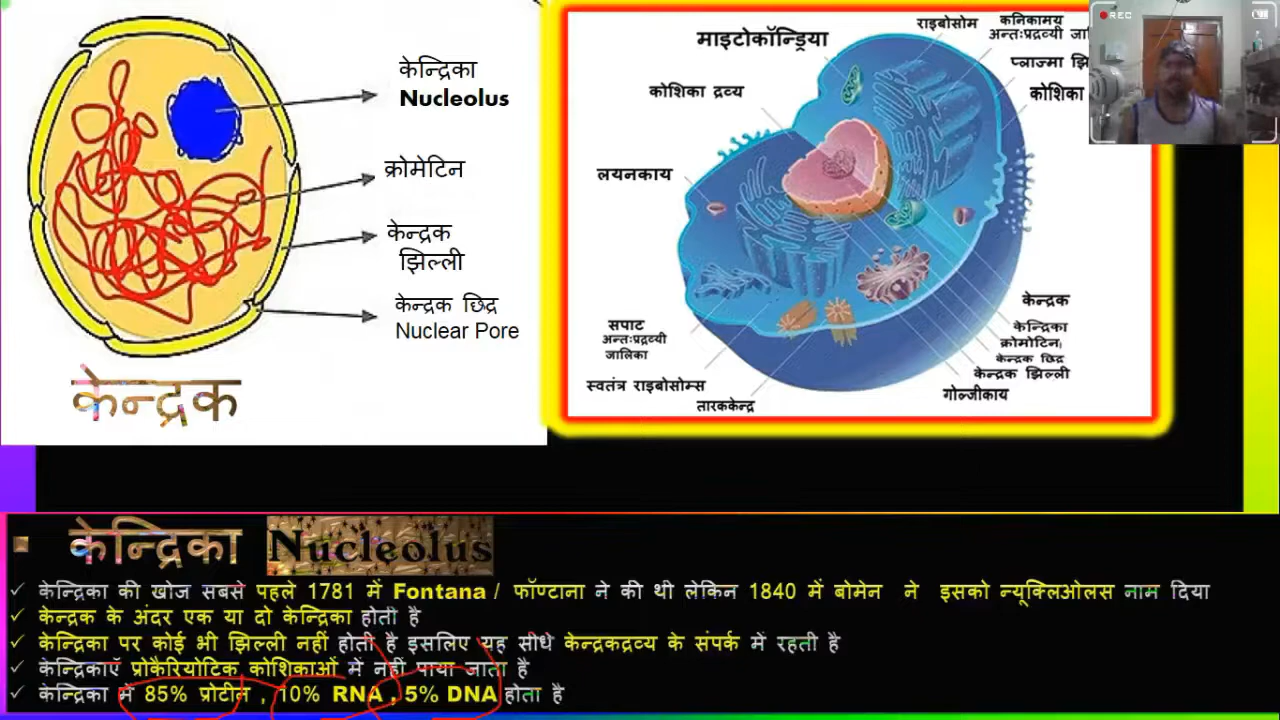 केन्द्रिका
Nucleolus
क्रोमेटिन
केन्द्रक
झिल्ली
केन्द्रक छिद्र
Nuclear Pore
केन्द्रक
माइटोकॉन्ड्रिया
राइबोसोम
कनिकामय
अन्तःप्रद्रव्यी
प्लाज्मा
कोशिका
कोशिका द्रव्य
लयनकाय
सपाट
अन्तःप्रद्रव्यी
जालिका
स्वतंत्र राइबोसोम्स
तारककेन्द्र
केन्द्रक
केन्द्रिका
क्रोमोटिन
केन्द्रक छिद्र
केन्द्रक झिल्ली
गोल्जीकाय
REC
केन्द्रिका Nucleolus
केन्द्रिका की खोज सबसे पहले 1781 में Fontana / फॉण्टाना ने की थी लेकिन 1840 में बोमेन ने इसको न्यूक्लिओलस नाम दिया
केन्द्रक के अंदर एक या दो केन्द्रिका होती है
केन्द्रिका पर कोई भी झिल्ली नहीं होती है इसलिए यह सीधे केन्द्रकद्रव्य के संपर्क में रहती है
केन्द्रिकाएँ प्रोकैरियोटिक कोशिकाओं में नहीं पाया जाता है
केन्द्रिका में 85% प्रोटीन , 10% RNA , 5% DNA होता है